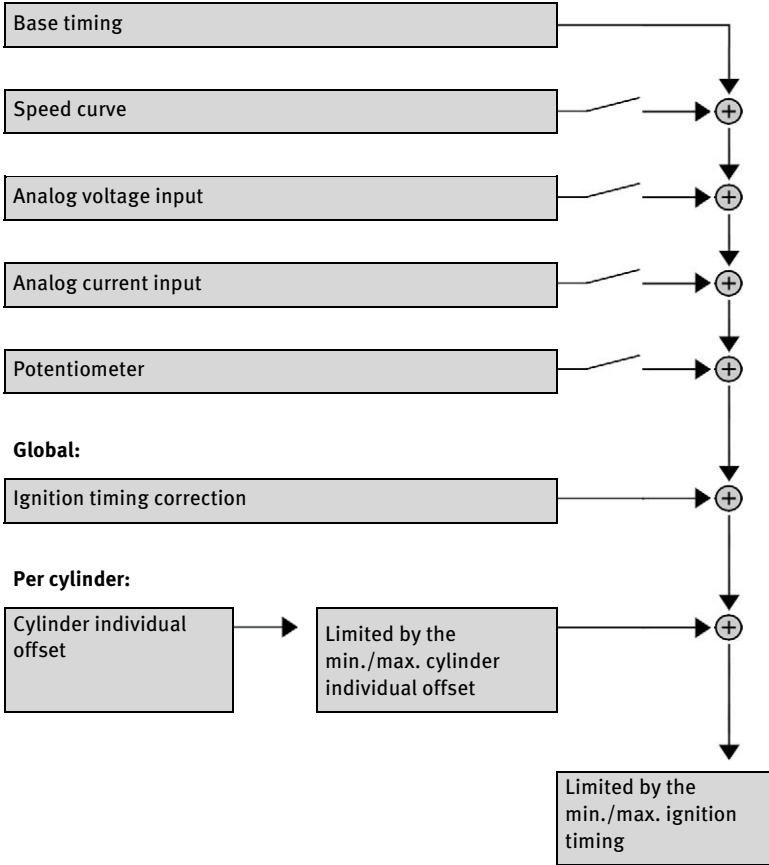 Base timing
Speed curve
Analog voltage input
Analog current input
Potentiometer
Global:
Ignition timing correction
Per cylinder:
Cylinder individual
offset
Limited by the
min./max. cylinder
individual offset
Limited by the
min./max. ignition
timing